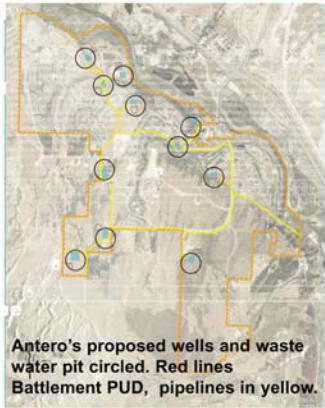 Antero's proposed wells and waste
water pit circled. Red lines
Battlement PUD, pipelines in yellow.